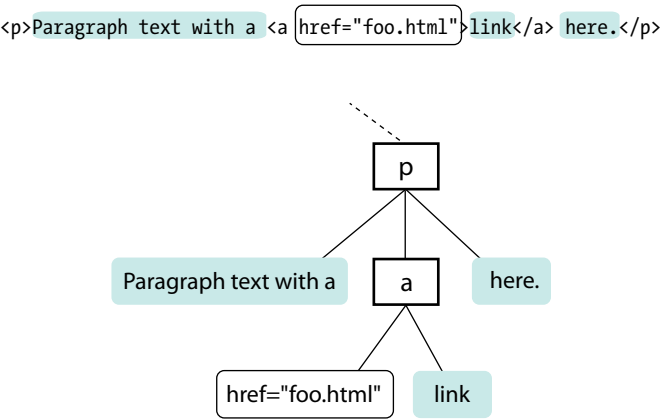 <p>Paragraph text with a <a href="foo.html">link</a> here.</p>
p
Paragraph text with a a here.
href="foo.html" link